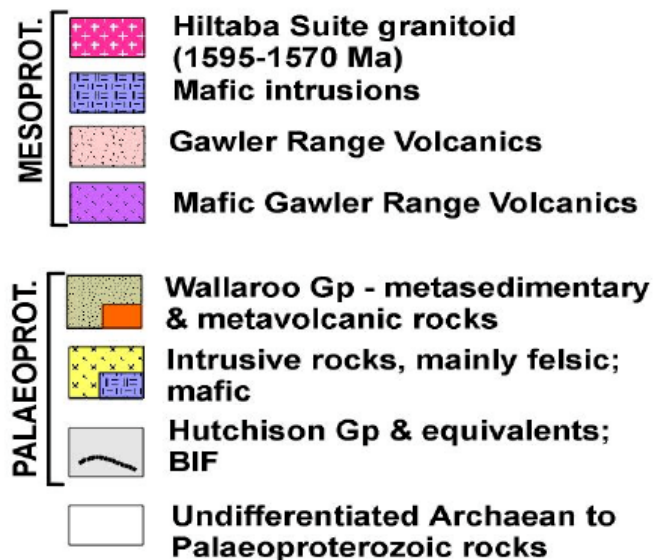 MESOPROT.
Hiltaba Suite granitoid
(1595-1570 Ma)
Mafic intrusions
Gawler Range Volcanics
Mafic Gawler Range Volcanics
PALAEOPROT.
Wallaroo Gp - metasedimentary
& metavolcanic rocks
Intrusive rocks, mainly felsic;
mafic
Hutchison Gp & equivalents;
BIF
Undifferentiated Archaean to
Palaeoproterozoic rocks